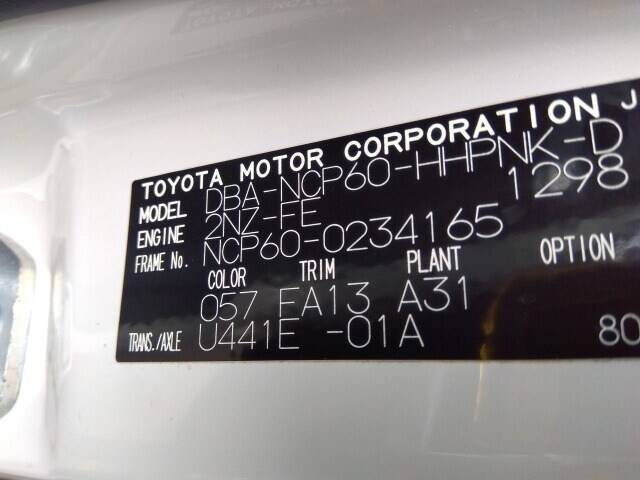 TOYOTA MOTOR CORPORATION J
MODEL DBA-NCP60-HHPNK-D
ENGINE 2NZ-FE 1298
FRAME No. NCP60-0234165
COLOR TRIM PLANT OPTION
057 EA13 A31
TRANS./AXLE U441E -01A 80